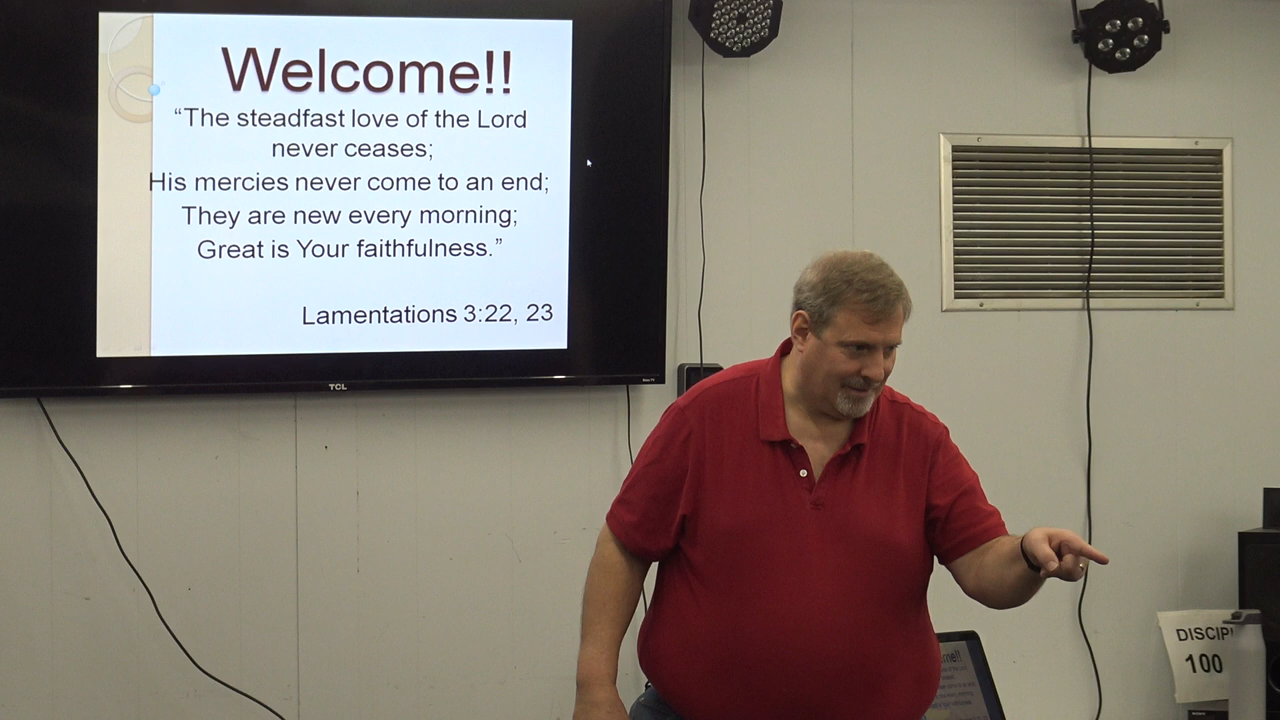 Welcome!!
“The steadfast love of the Lord
never ceases;
His mercies never come to an end;
They are new every morning;
Great is Your faithfulness.”
Lamentations 3:22, 23
TCL
DISCIP
100